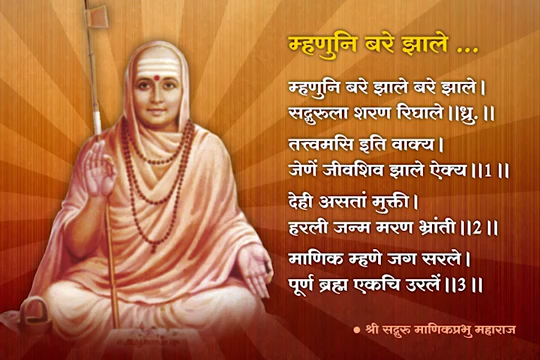 म्हणुनि बरे झाले ...
म्हणुनि बरे झाले बरे झाले।
सद्गुरुला शरण रिघाले॥ध्रु.॥
तत्त्वमसि इति वाक्य।
जेणें जीवशिव झाले ऐक्य॥1॥
देही असतां मुक्ती।
हरली जन्म मरण भ्रांती॥2॥
माणिक म्हणे जग सरले।
पूर्ण ब्रह्म एकचि उरलें॥3॥
• श्री सद्गुरु माणिकप्रभु महाराज